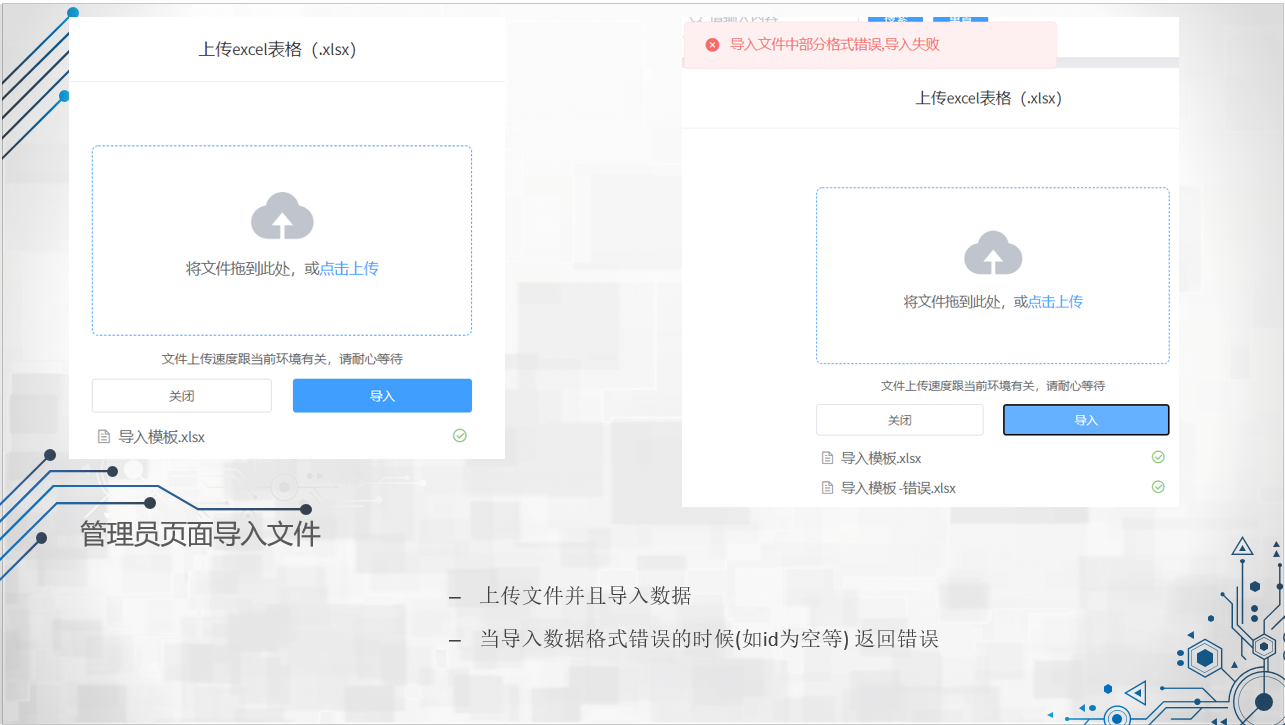 上传excel表格（.xlsx）
将文件拖到此处，或点击上传
文件上传速度跟当前环境有关，请耐心等待
关闭
导入
导入模板.xlsx
导入文件中部分格式错误,导入失败
上传excel表格（.xlsx）
将文件拖到此处，或点击上传
文件上传速度跟当前环境有关，请耐心等待
关闭
导入
导入模板.xlsx
导入模板-错误.xlsx
管理员页面导入文件
– 上传文件并且导入数据
– 当导入数据格式错误的时候(如id为空等) 返回错误